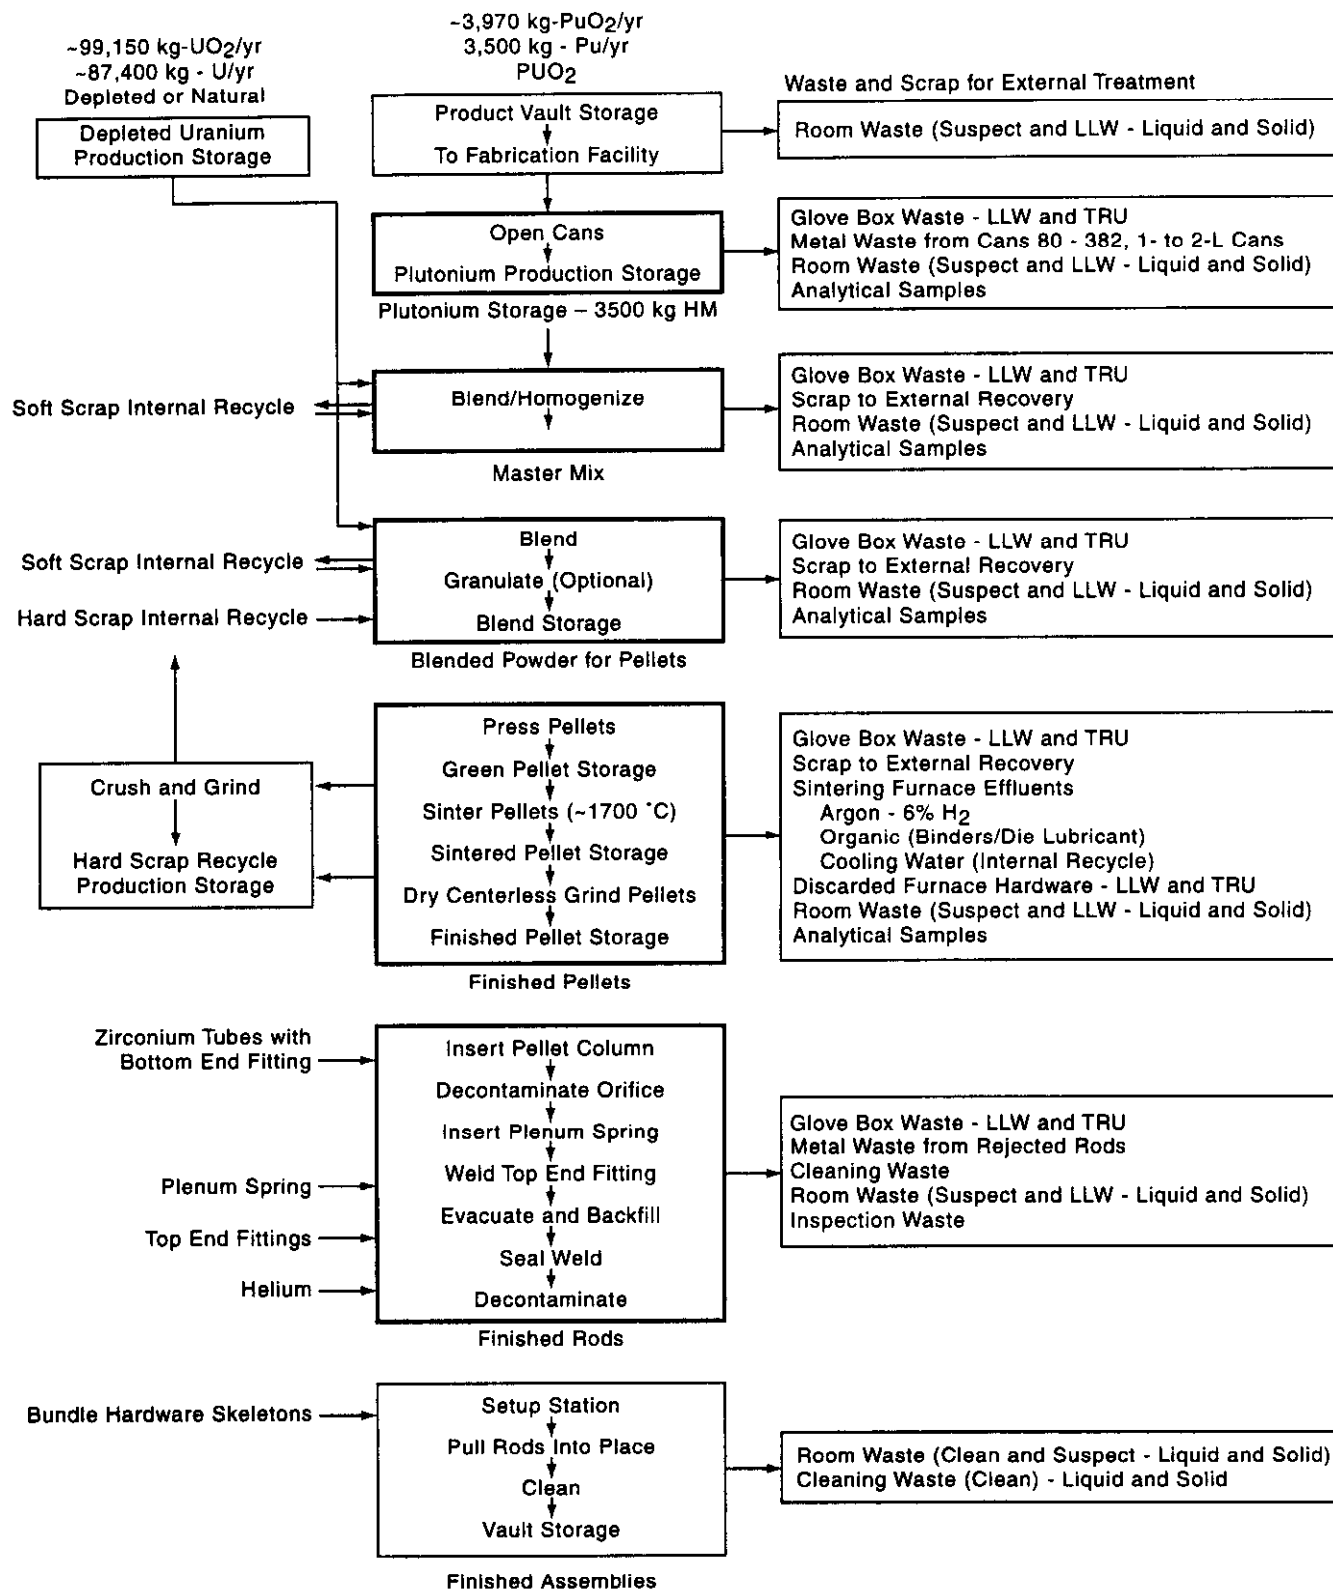 ~99,150 kg-UO2/yr
~87,400 kg - U/yr
Depleted or Natural
Depleted Uranium
Production Storage
~3,970 kg-PuO2/yr
3,500 kg - Pu/yr
PUO2
Product Vault Storage
To Fabrication Facility
Waste and Scrap for External Treatment
Room Waste (Suspect and LLW - Liquid and Solid)
Open Cans
Plutonium Production Storage
Plutonium Storage – 3500 kg HM
Glove Box Waste - LLW and TRU
Metal Waste from Cans 80 - 382, 1- to 2-L Cans
Room Waste (Suspect and LLW - Liquid and Solid)
Analytical Samples
Soft Scrap Internal Recycle
Blend/Homogenize
Master Mix
Glove Box Waste - LLW and TRU
Scrap to External Recovery
Room Waste (Suspect and LLW - Liquid and Solid)
Analytical Samples
Soft Scrap Internal Recycle
Hard Scrap Internal Recycle
Blend
Granulate (Optional)
Blend Storage
Blended Powder for Pellets
Glove Box Waste - LLW and TRU
Scrap to External Recovery
Room Waste (Suspect and LLW - Liquid and Solid)
Analytical Samples
Crush and Grind
Hard Scrap Recycle
Production Storage
Press Pellets
Green Pellet Storage
Sinter Pellets (~1700 °C)
Sintered Pellet Storage
Dry Centerless Grind Pellets
Finished Pellet Storage
Finished Pellets
Glove Box Waste - LLW and TRU
Scrap to External Recovery
Sintering Furnace Effluents
Argon - 6% H2
Organic (Binders/Die Lubricant)
Cooling Water (Internal Recycle)
Discarded Furnace Hardware - LLW and TRU
Room Waste (Suspect and LLW - Liquid and Solid)
Analytical Samples
Zirconium Tubes with
Bottom End Fitting
Plenum Spring
Top End Fittings
Helium
Insert Pellet Column
Decontaminate Orifice
Insert Plenum Spring
Weld Top End Fitting
Evacuate and Backfill
Seal Weld
Decontaminate
Finished Rods
Glove Box Waste - LLW and TRU
Metal Waste from Rejected Rods
Cleaning Waste
Room Waste (Suspect and LLW - Liquid and Solid)
Inspection Waste
Bundle Hardware Skeletons
Setup Station
Pull Rods Into Place
Clean
Vault Storage
Finished Assemblies
Room Waste (Clean and Suspect - Liquid and Solid)
Cleaning Waste (Clean) - Liquid and Solid